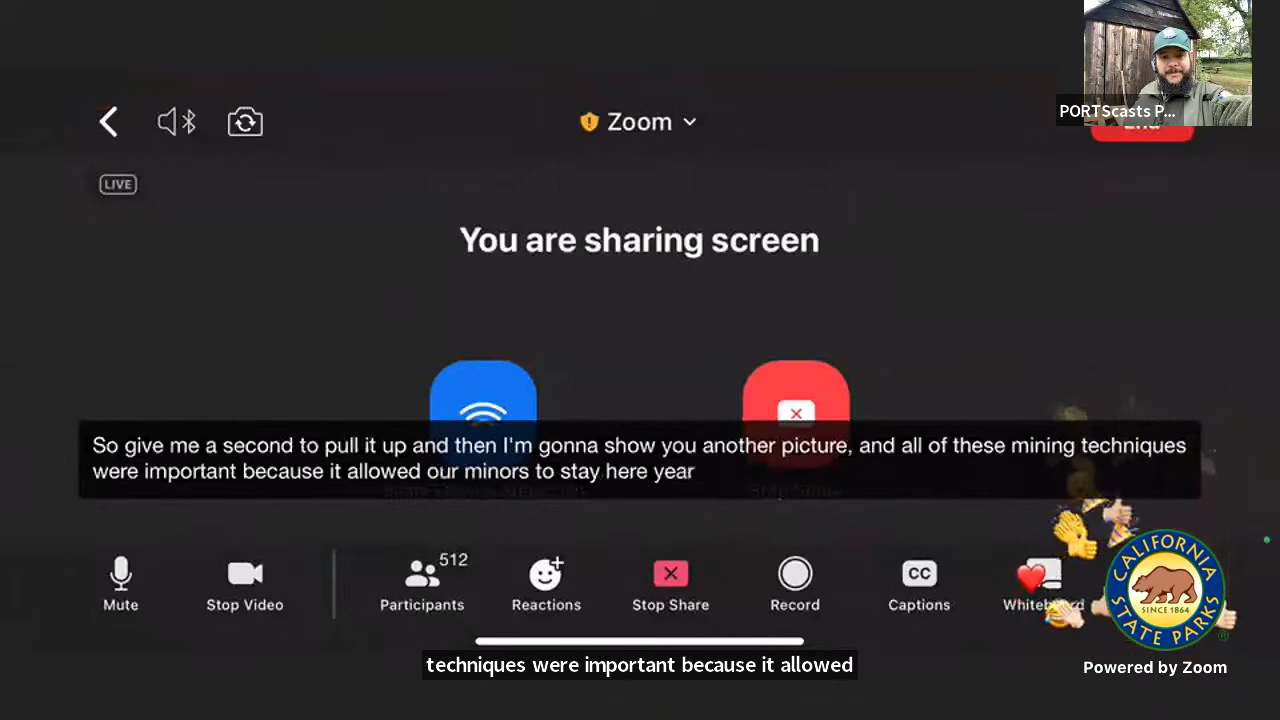 PORTScasts P...
Zoom
LIVE
You are sharing screen
So give me a second to pull it up and then I'm gonna show you another picture, and all of these mining techniques
were important because it allowed our minors to stay here year
512
CC
Mute
Stop Video
Participants
Reactions
Stop Share
Record
Captions
CALIFORNIA
SINCE 1864
STATE PARKS
®
techniques were important because it allowed
Powered by Zoom